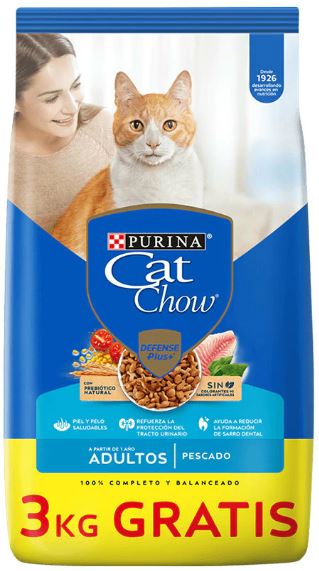 Desde
1926
desarrollando
avances en
nutrición
PURINA®
Cat
Chow®
DEFENSE
Plus+
CON
PREBIÓTICO
NATURAL
SIN
COLORANTES NI
SABORES ARTIFICIALES
PIEL Y PELO
SALUDABLES
REFUERZA LA
PROTECCIÓN DEL
TRACTO URINARIO
AYUDA A REDUCIR
LA FORMACIÓN
DE SARRO DENTAL
A PARTIR DE 1 AÑO
ADULTOS | PESCADO
100% COMPLETO Y BALANCEADO
3KG GRATIS